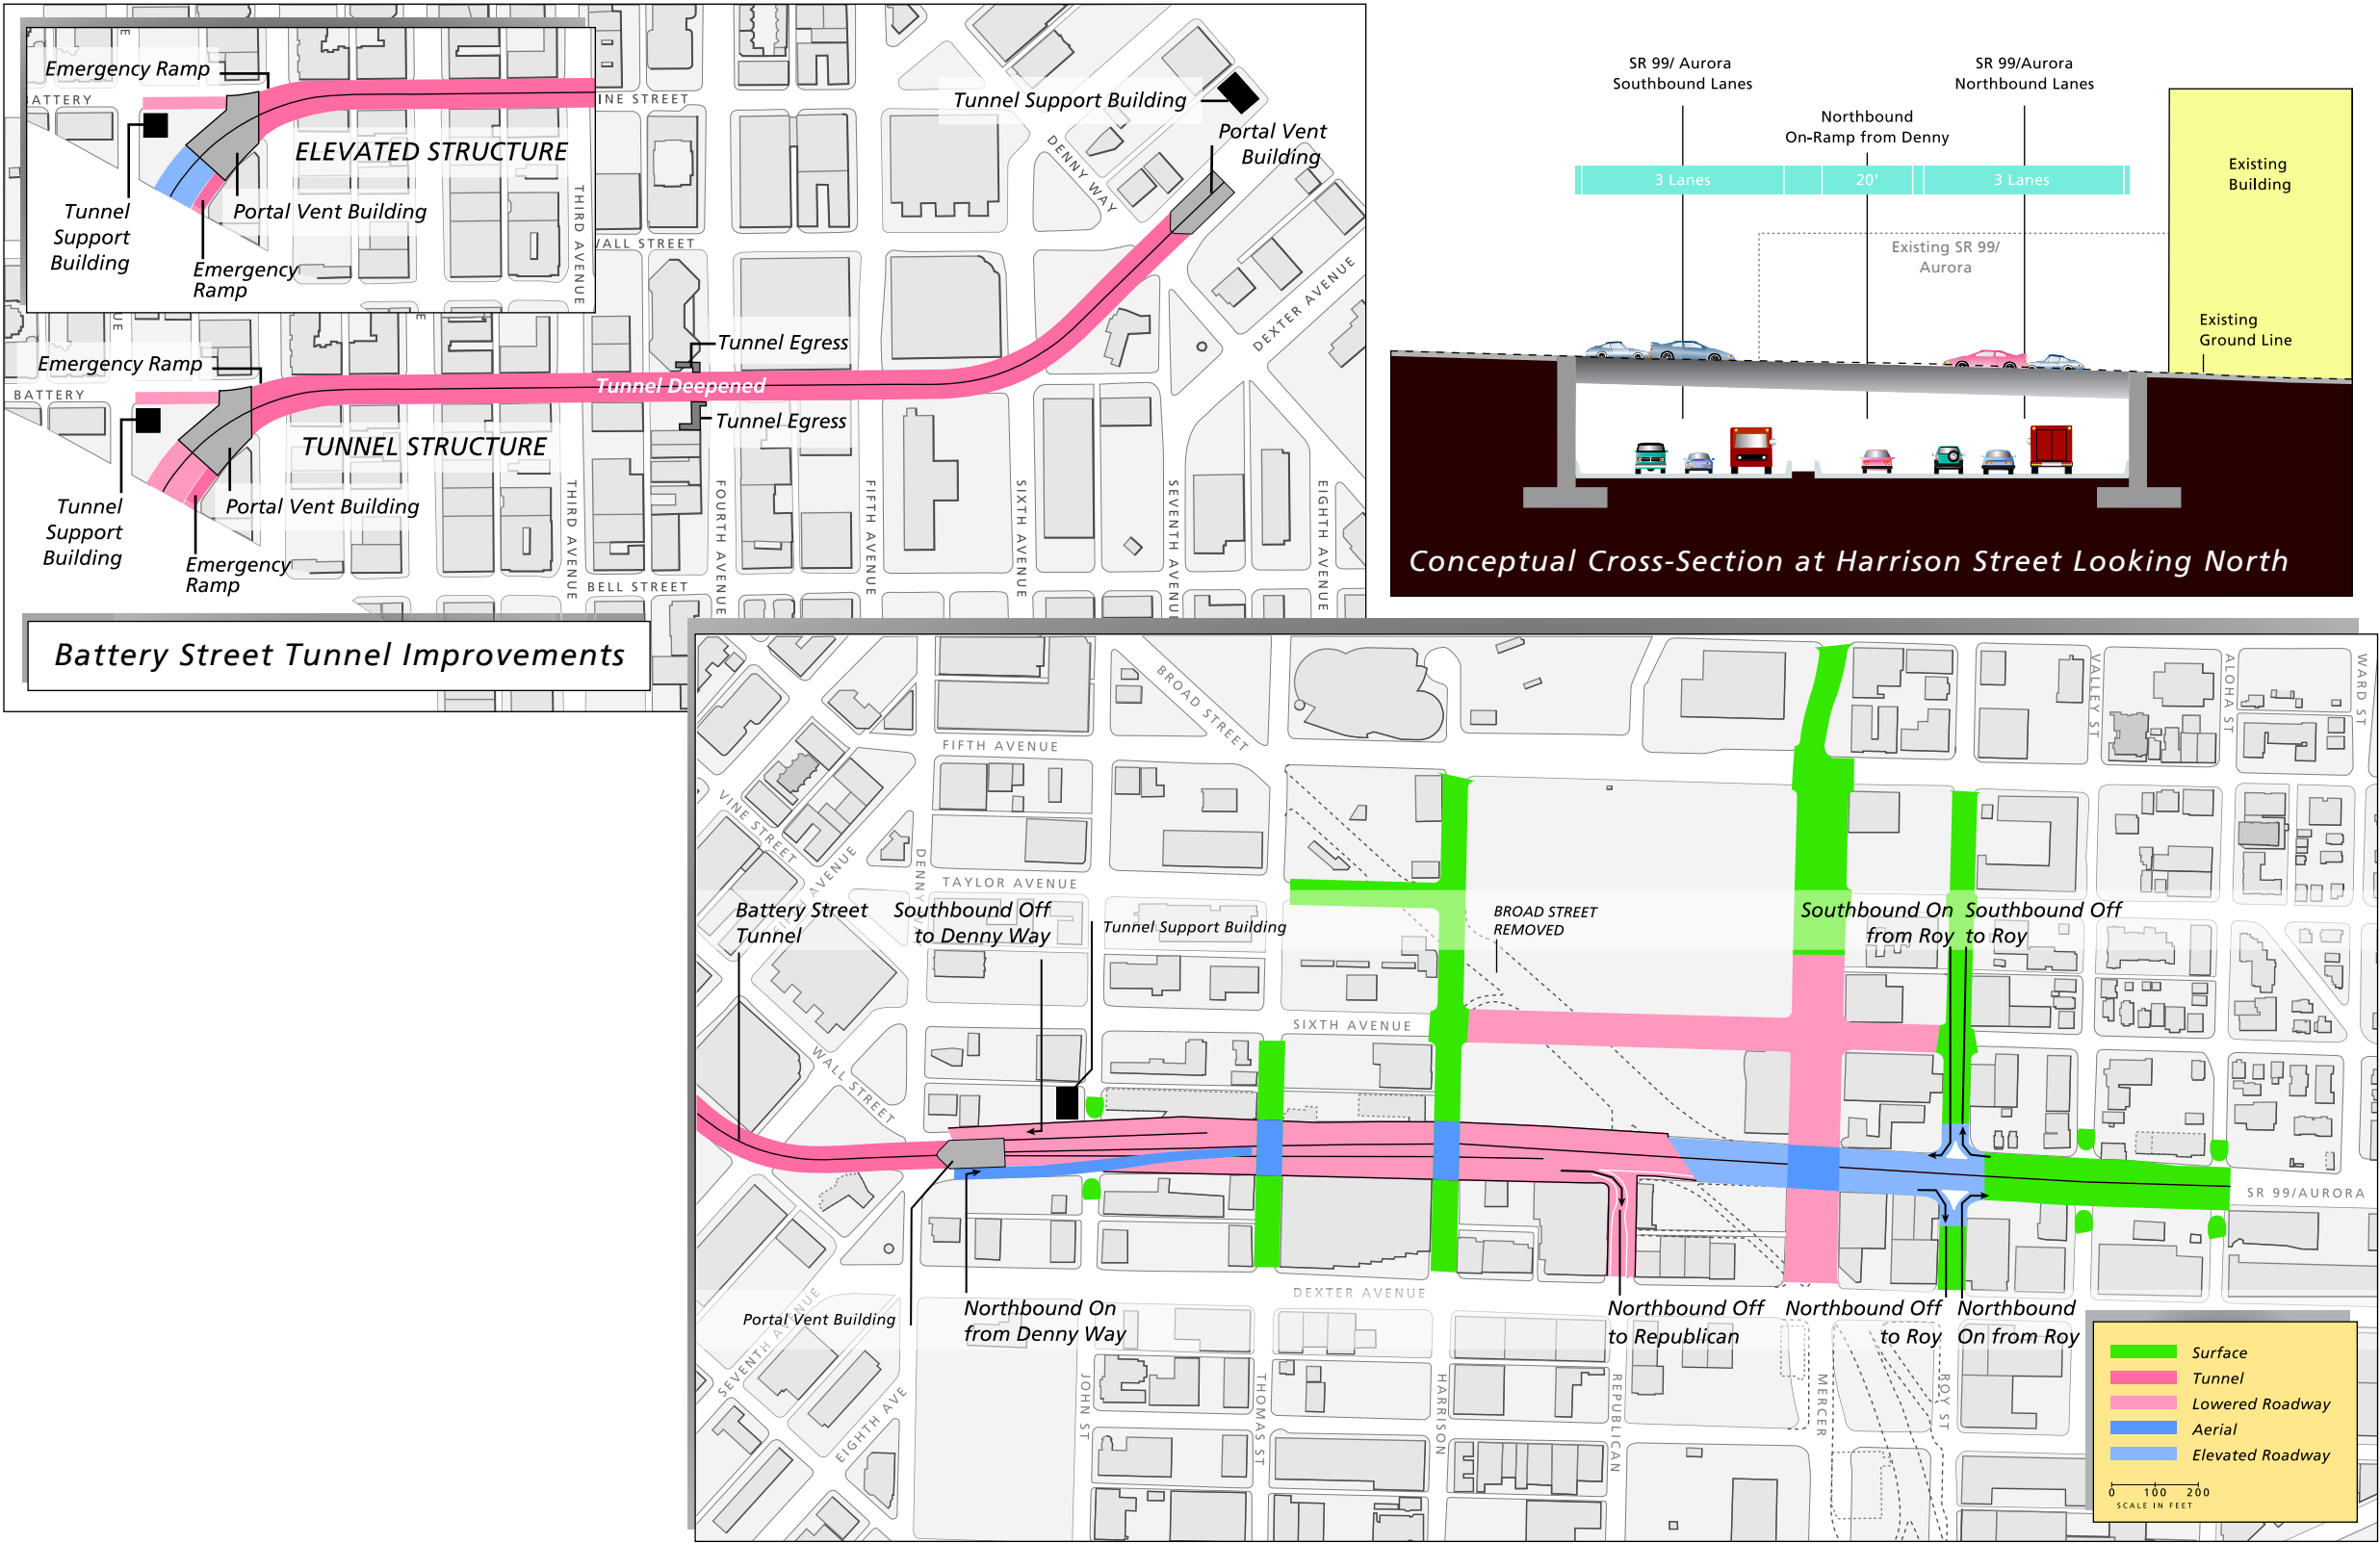 Emergency Ramp
BATTERY
Tunnel
Support
Building
ELEVATED STRUCTURE
Portal Vent Building
Emergency
Ramp
THIRD AVENUE
VINE STREET
WALL STREET
Tunnel Support Building
Portal Vent
Building
DENNY WAY
DEXTER AVENUE
Emergency Ramp
BATTERY
Tunnel Egress
Tunnel Deepened
Tunnel Egress
TUNNEL STRUCTURE
Portal Vent Building
Tunnel
Support
Building
Emergency
Ramp
THIRD AVENUE
FOURTH AVENUE
FIFTH AVENUE
SIXTH AVENUE
SEVENTH AVENUE
EIGHTH AVENUE
BELL STREET
Battery Street Tunnel Improvements
SR 99/ Aurora
Southbound Lanes
SR 99/Aurora
Northbound Lanes
Northbound
On-Ramp from Denny
3 Lanes
20'
3 Lanes
Existing
Building
Existing SR 99/
Aurora
Existing
Ground Line
Conceptual Cross-Section at Harrison Street Looking North
BROAD STREET
FIFTH AVENUE
VALLEY ST
ALOHA ST
WARD ST
VINE STREET
TAYLOR AVENUE
Battery Street
Tunnel
Southbound Off
to Denny Way
Tunnel Support Building
BROAD STREET
REMOVED
Southbound On
from Roy
Southbound Off
to Roy
SIXTH AVENUE
WALL STREET
SR 99/AURORA
DEXTER AVENUE
Portal Vent Building
Northbound On
from Denny Way
Northbound Off
to Republican
Northbound Off
to Roy
Northbound
On from Roy
SEVENTH AVENUE
EIGHTH AVE
JOHN ST
THOMAS ST
HARRISON
REPUBLICAN
MERCER
ROY ST
Surface
Tunnel
Lowered Roadway
Aerial
Elevated Roadway
0 100 200
SCALE IN FEET